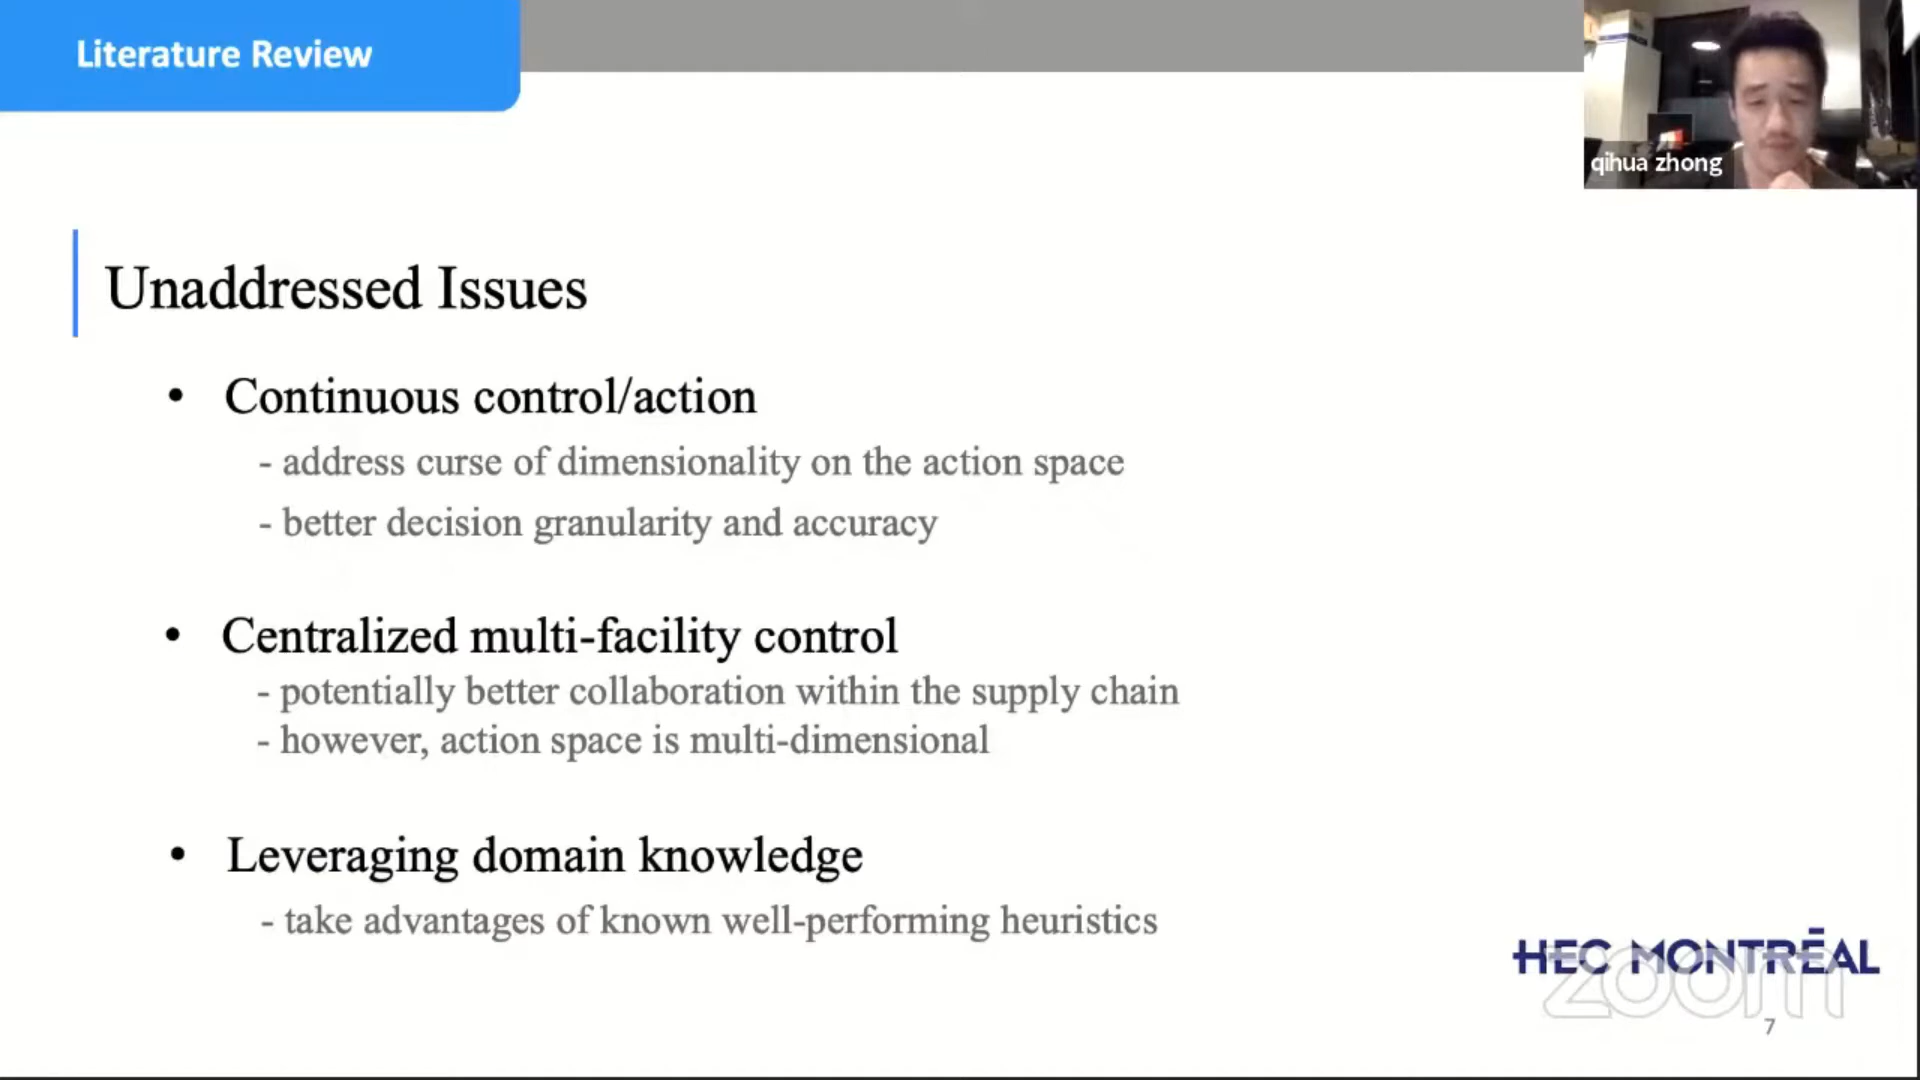 Literature Review
qihua zhong
Unaddressed Issues
• Continuous control/action
- address curse of dimensionality on the action space
- better decision granularity and accuracy
• Centralized multi-facility control
- potentially better collaboration within the supply chain
- however, action space is multi-dimensional
• Leveraging domain knowledge
- take advantages of known well-performing heuristics
HEC MONTRĒAL
zoom
7